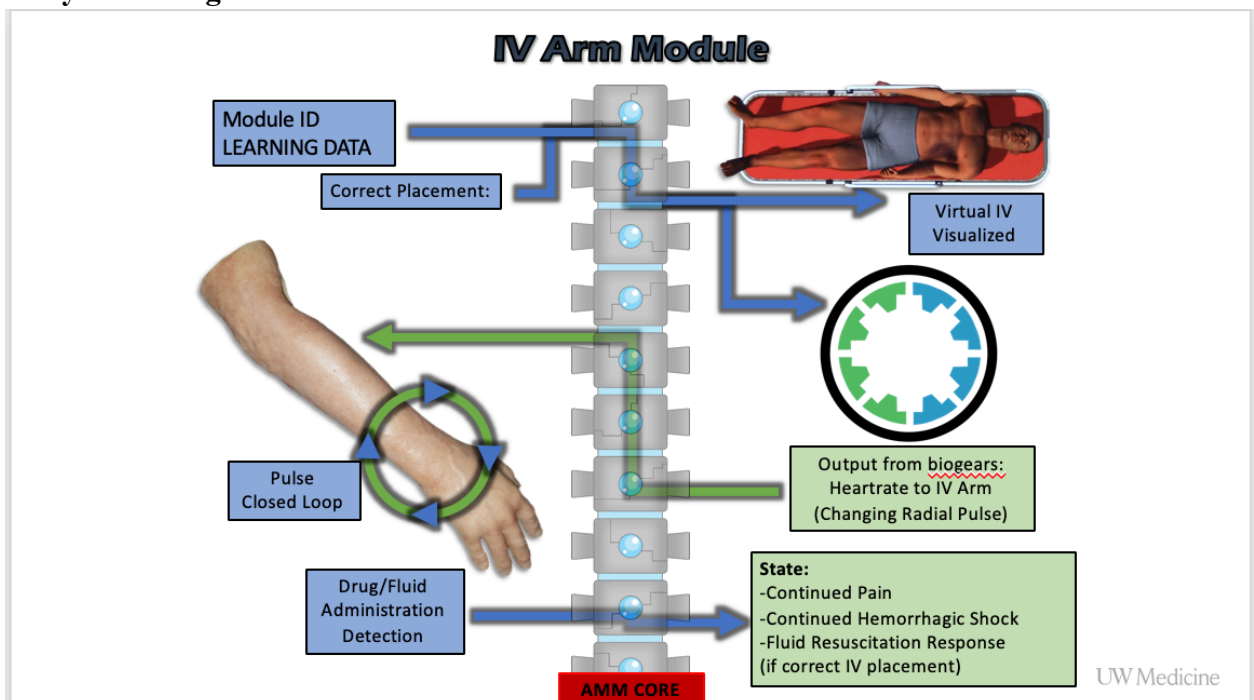 IV Arm Module
Module ID
LEARNING DATA
Correct Placement:
Virtual IV
Visualized
Pulse
Closed Loop
Output from biogears:
Heartrate to IV Arm
(Changing Radial Pulse)
Drug/Fluid
Administration
Detection
State:
-Continued Pain
-Continued Hemorrhagic Shock
-Fluid Resuscitation Response
(if correct IV placement)
AMM CORE
UW Medicine